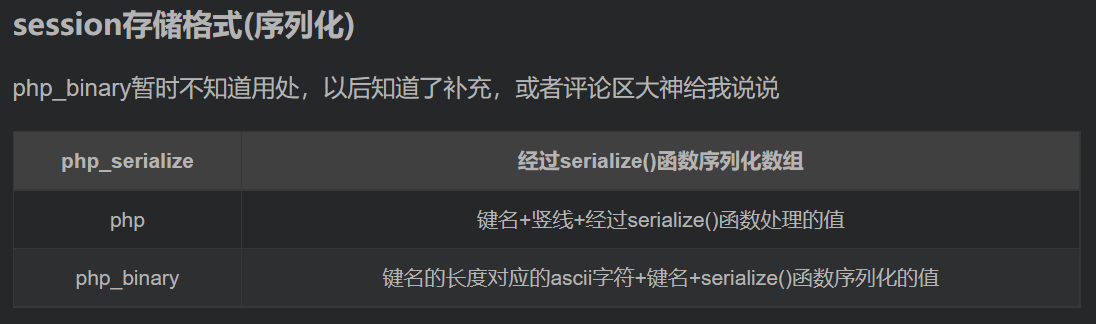 session存储格式(序列化)
php_binary暂时不知道用处，以后知道了补充，或者评论区大神给我说说
php_serialize 经过serialize()函数序列化数组
php 键名+竖线+经过serialize()函数处理的值
php_binary 键名的长度对应的ascii字符+键名+serialize()函数序列化的值